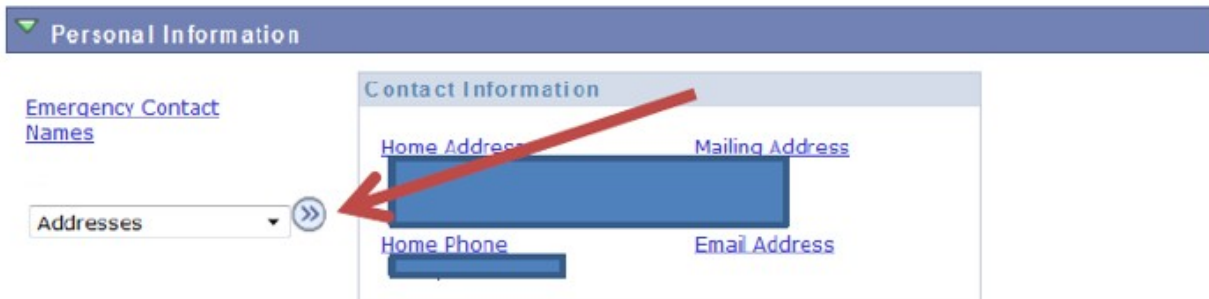 Personal Information
Emergency Contact
Names
Addresses
Contact Information
Home Address
Mailing Address
Home Phone
Email Address